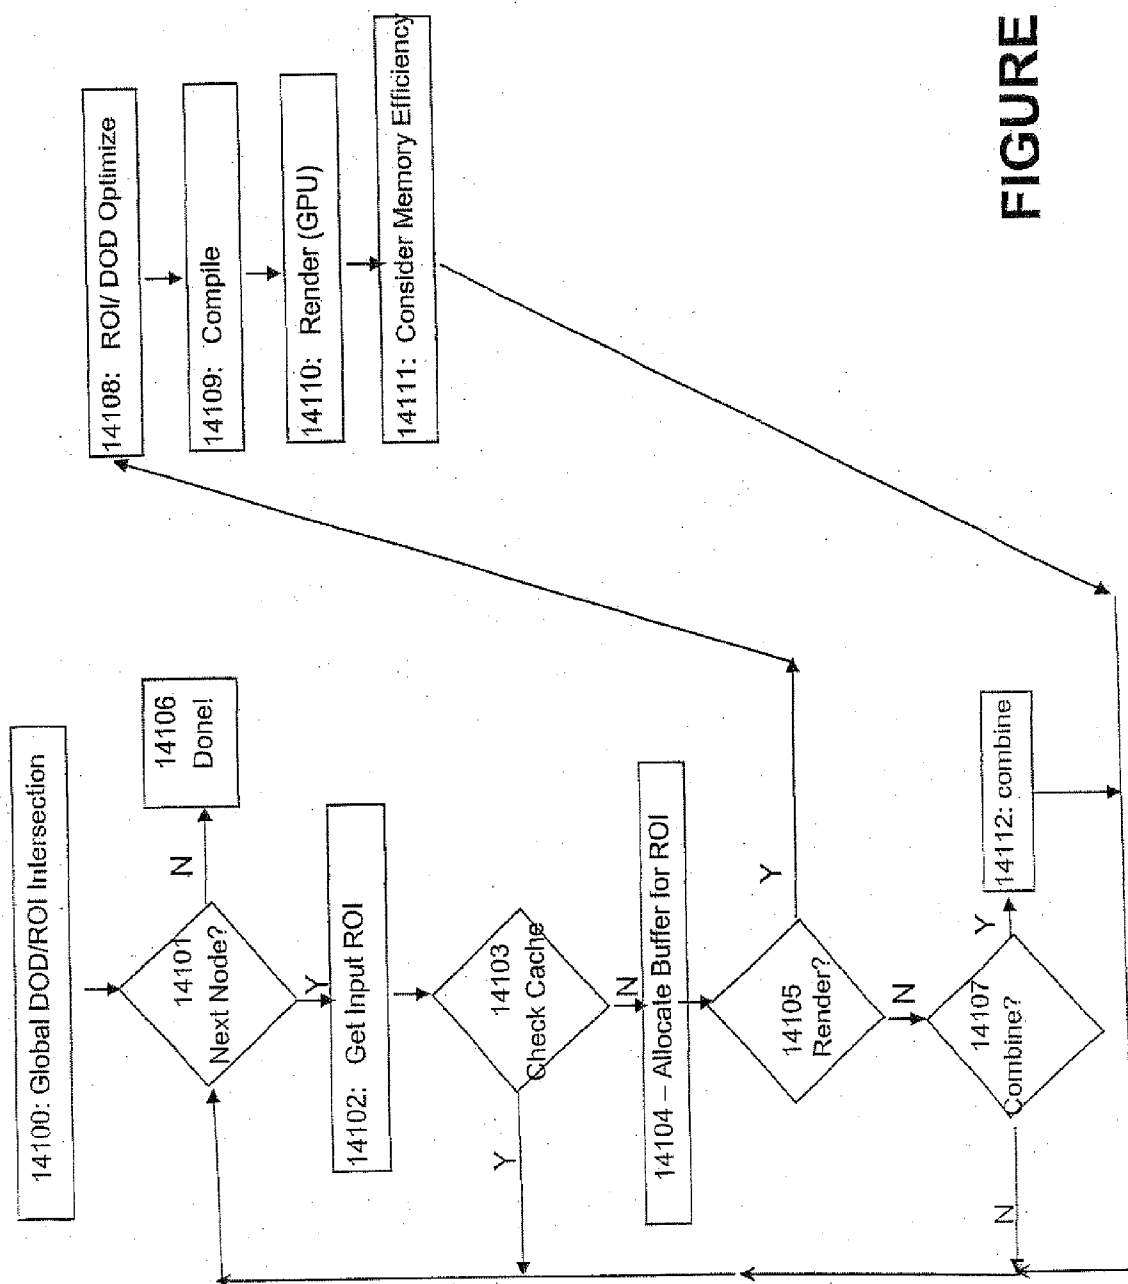 14100: Global DOD/ROI Intersection
14101
Next Node?
N
14106
Done!
Y
14102: Get Input ROI
14103
Check Cache
Y
N
14104 – Allocate Buffer for ROI
14105
Render?
Y
N
14107
Combine?
Y
14112: combine
N
14108: ROI/ DOD Optimize
14109: Compile
14110: Render (GPU)
14111: Consider Memory Efficiency
FIGURE